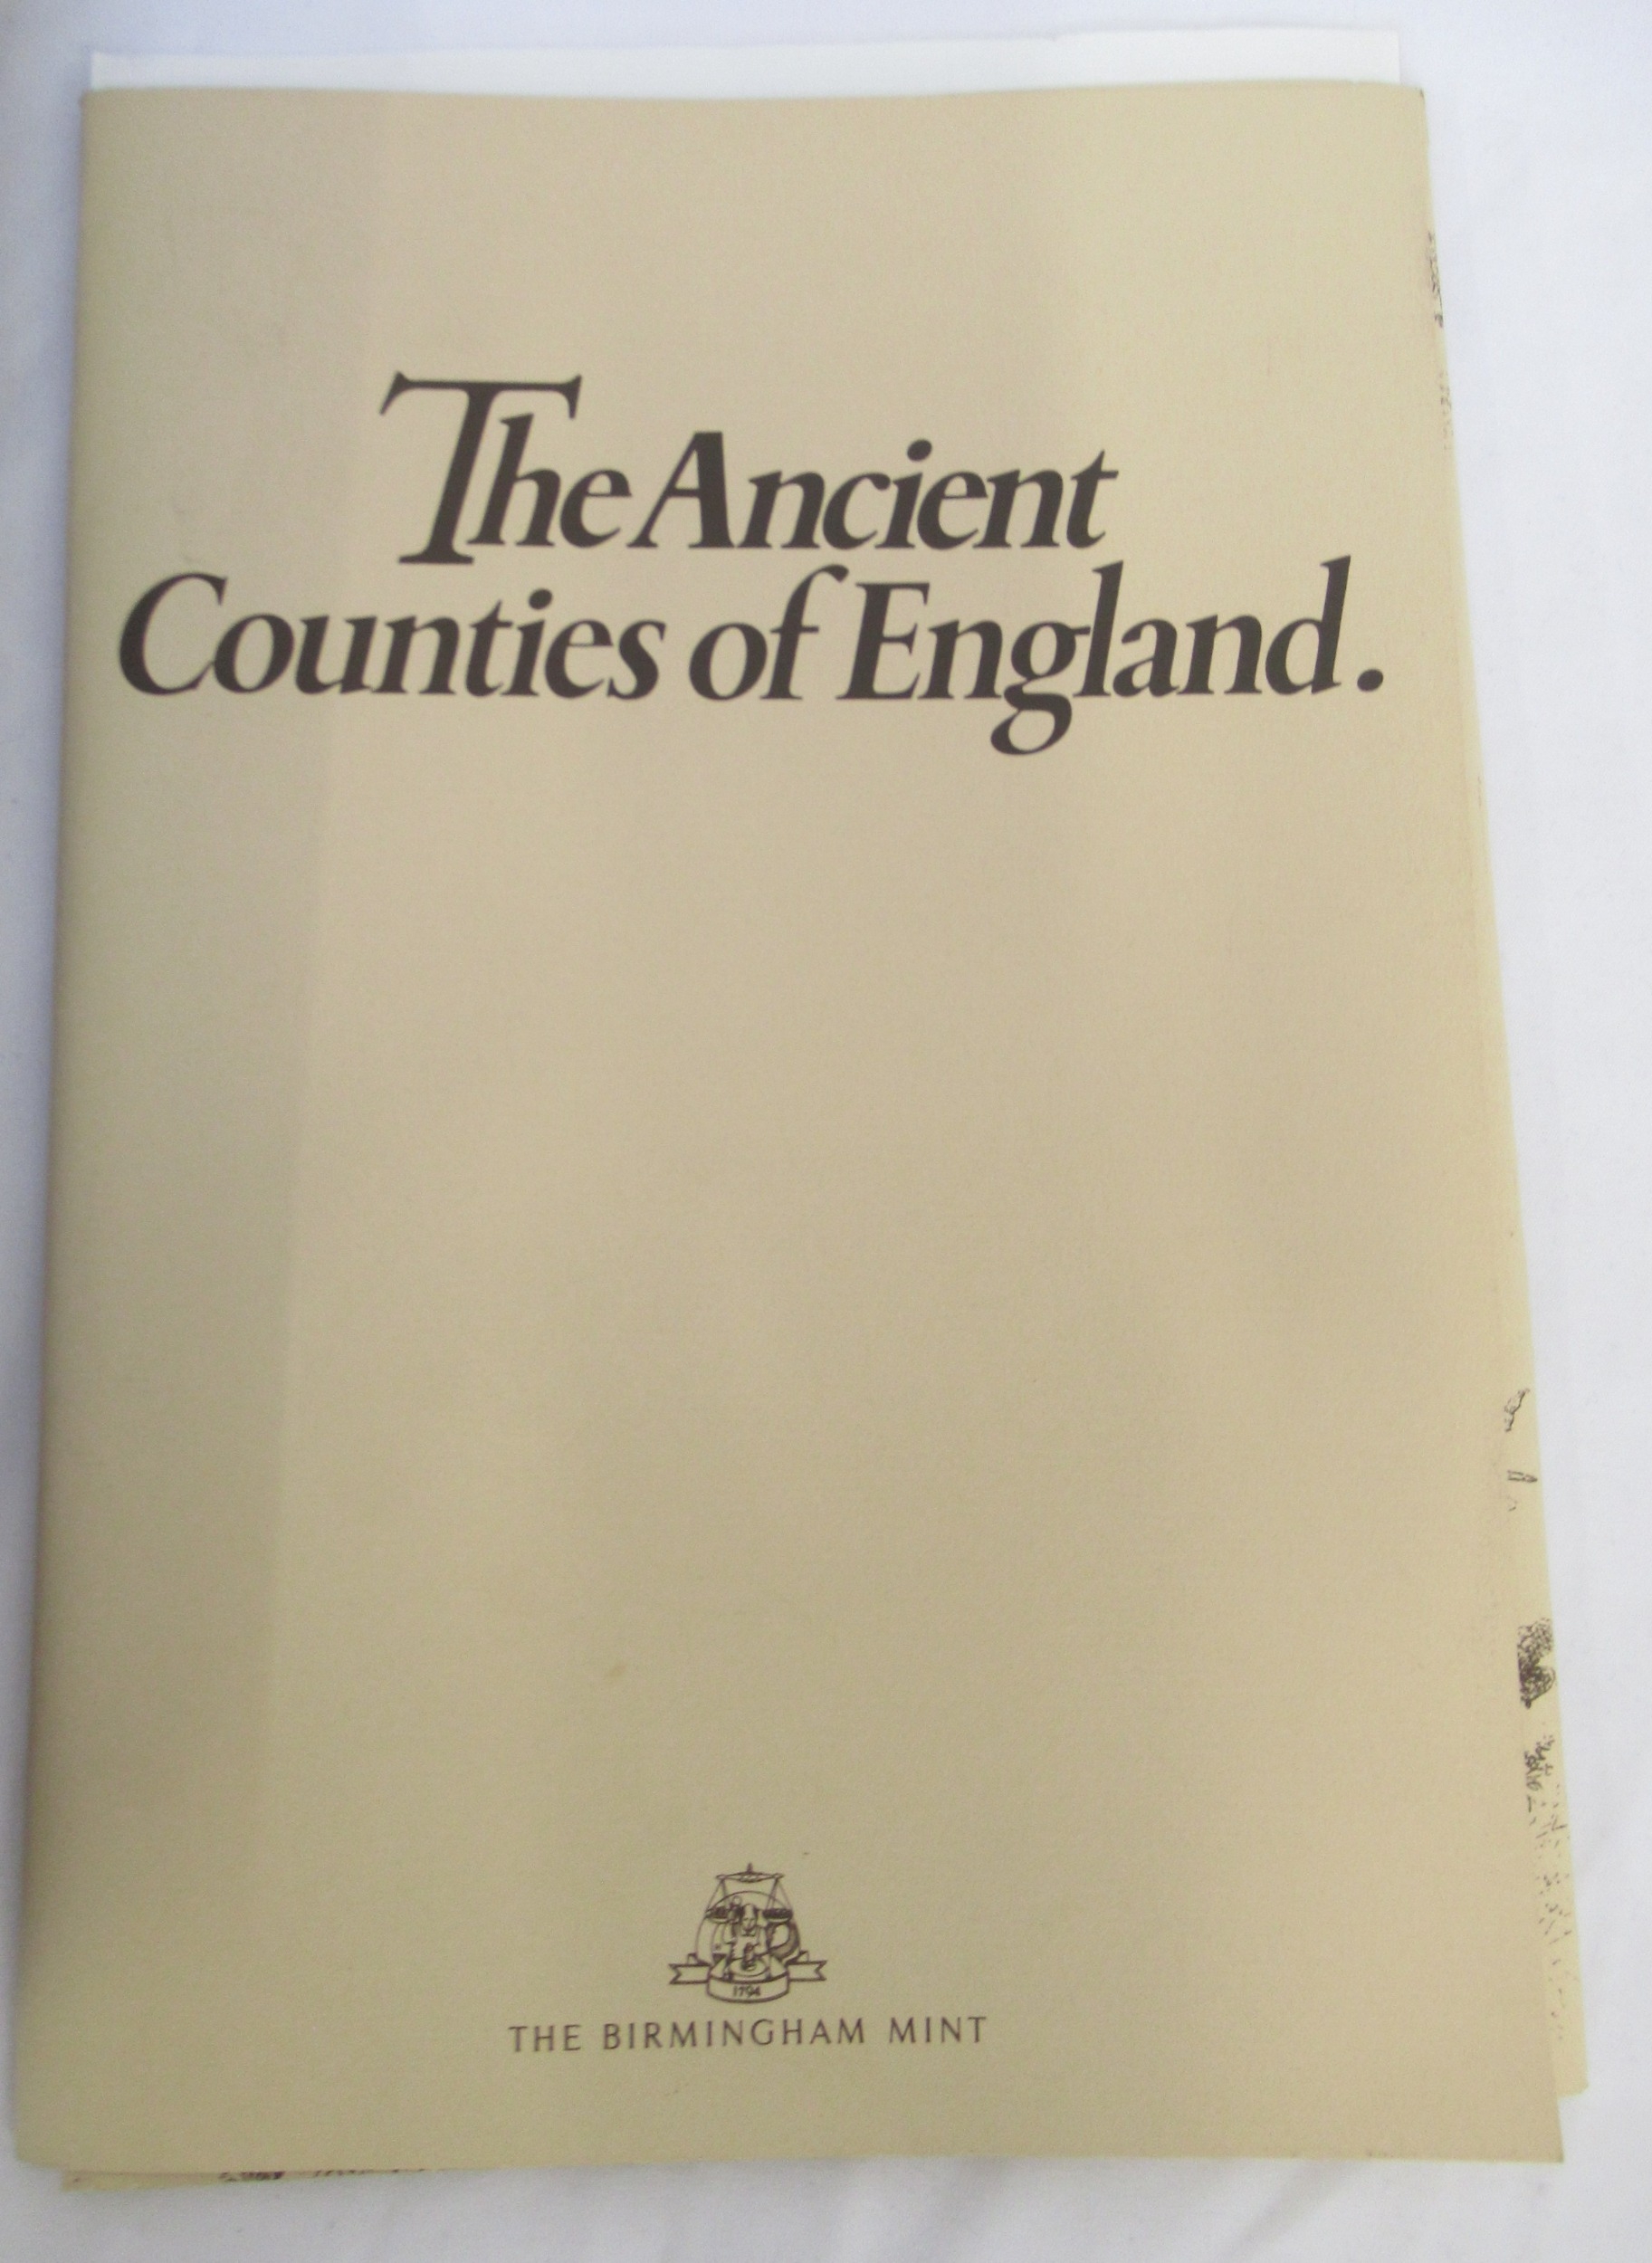 The Ancient
Counties of England.
1794
THE BIRMINGHAM MINT